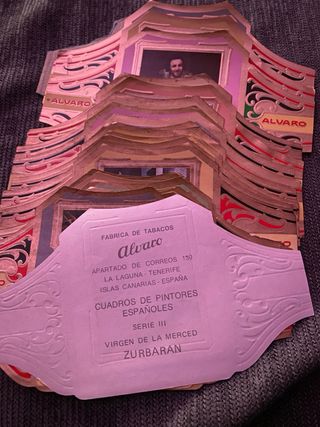 ALVARO
ALVARO
FABRICA DE TABACOS
Alvaro
APARTADO DE CORREOS 150
LA LAGUNA - TENERIFE
ISLAS CANARIAS - ESPAÑA
CUADROS DE PINTORES
ESPAÑOLES
SERIE III
VIRGEN DE LA MERCED
ZURBARAN